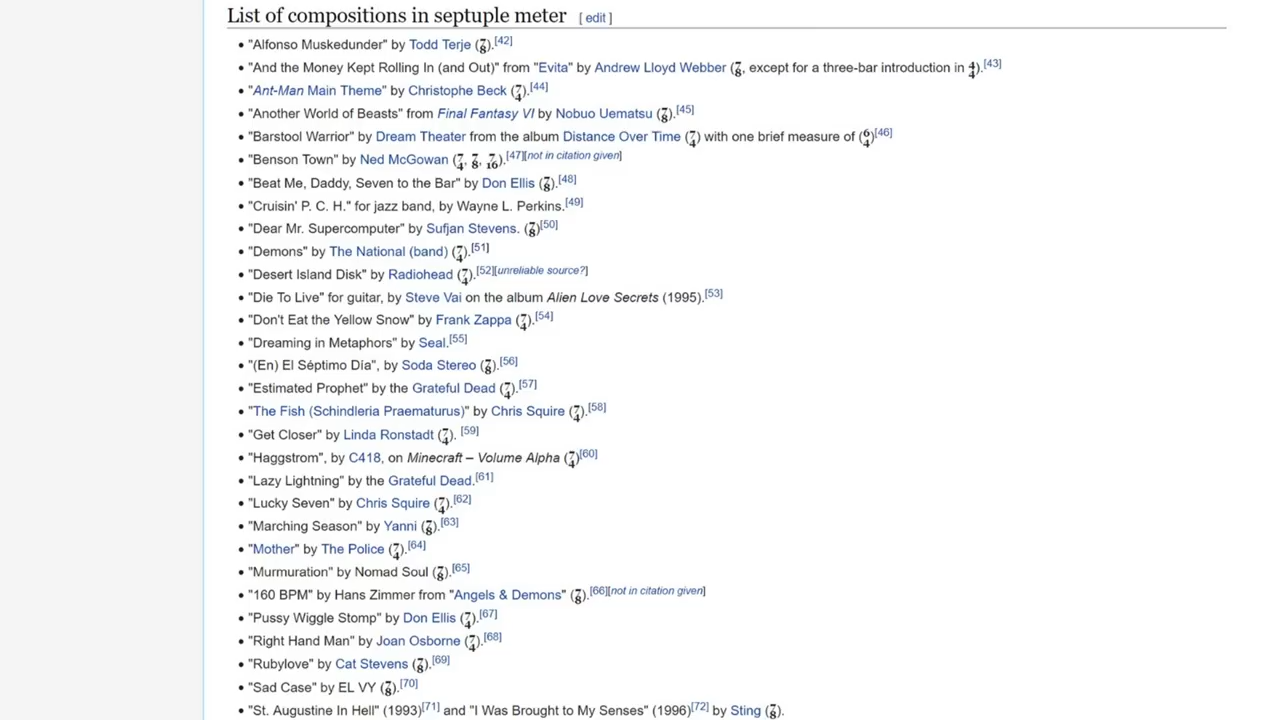 List of compositions in septuple meter [ edit ]
• "Alfonso Muskedunder" by Todd Terje (7/8).[42]
• "And the Money Kept Rolling In (and Out)" from "Evita" by Andrew Lloyd Webber (7/8, except for a three-bar introduction in 4/4).[43]
• "Ant-Man Main Theme" by Christophe Beck (7/4).[44]
• "Another World of Beasts" from Final Fantasy VI by Nobuo Uematsu (7/8).[45]
• "Barstool Warrior" by Dream Theater from the album Distance Over Time (7/4) with one brief measure of (6/4)[46]
• "Benson Town" by Ned McGowan (7/4, 7/8, 7/16).[47][not in citation given]
• "Beat Me, Daddy, Seven to the Bar" by Don Ellis (7/8).[48]
• "Cruisin' P. C. H." for jazz band, by Wayne L. Perkins.[49]
• "Dear Mr. Supercomputer" by Sufjan Stevens. (7/8)[50]
• "Demons" by The National (band) (7/4).[51]
• "Desert Island Disk" by Radiohead (7/4).[52][unreliable source?]
• "Die To Live" for guitar, by Steve Vai on the album Alien Love Secrets (1995).[53]
• "Don't Eat the Yellow Snow" by Frank Zappa (7/4).[54]
• "Dreaming in Metaphors" by Seal.[55]
• "(En) El Séptimo Día", by Soda Stereo (7/8).[56]
• "Estimated Prophet" by the Grateful Dead (7/4).[57]
• "The Fish (Schindleria Praematurus)" by Chris Squire (7/4).[58]
• "Get Closer" by Linda Ronstadt (7/4). [59]
• "Haggstrom", by C418, on Minecraft – Volume Alpha (7/4)[60]
• "Lazy Lightning" by the Grateful Dead.[61]
• "Lucky Seven" by Chris Squire (7/4).[62]
• "Marching Season" by Yanni (7/8).[63]
• "Mother" by The Police (7/4).[64]
• "Murmuration" by Nomad Soul (7/8).[65]
• "160 BPM" by Hans Zimmer from "Angels & Demons" (7/8).[66][not in citation given]
• "Pussy Wiggle Stomp" by Don Ellis (7/4).[67]
• "Right Hand Man" by Joan Osborne (7/4).[68]
• "Rubylove" by Cat Stevens (7/8).[69]
• "Sad Case" by EL VY (7/8).[70]
• "St. Augustine In Hell" (1993)[71] and "I Was Brought to My Senses" (1996)[72] by Sting (7/8).